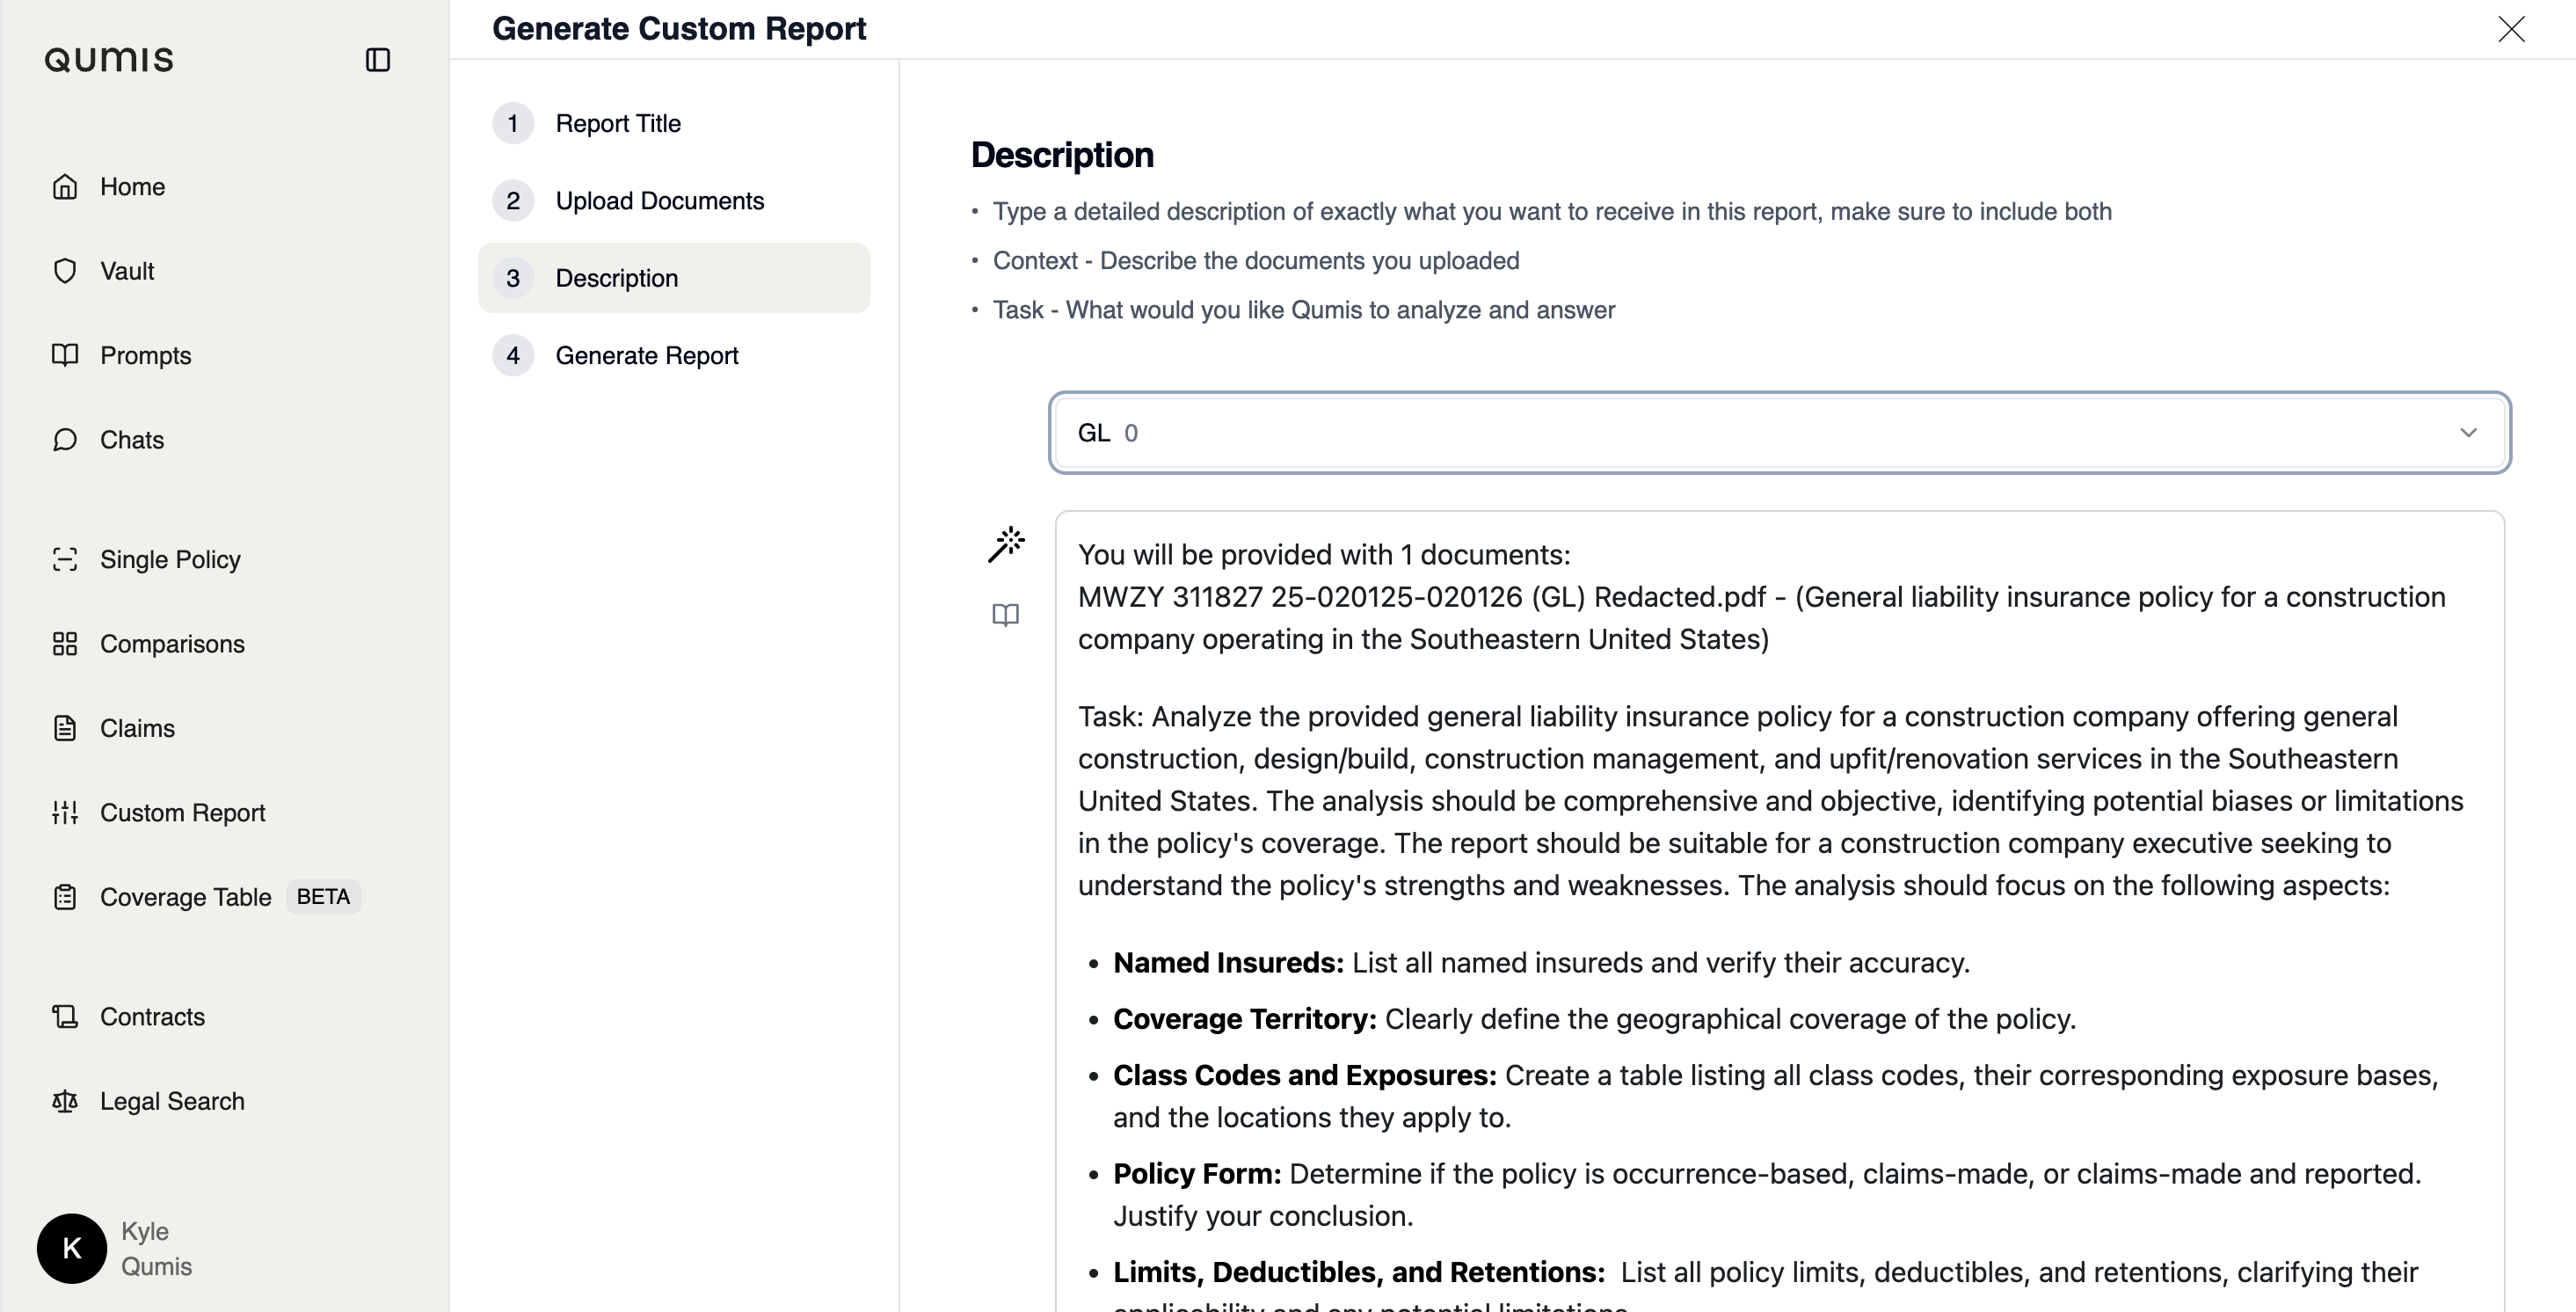 Qumis
Home
Vault
Prompts
Chats
Single Policy
Comparisons
Claims
Custom Report
Coverage Table BETA
Contracts
Legal Search
K
Kyle
Qumis
Generate Custom Report
1 Report Title
2 Upload Documents
3 Description
4 Generate Report
Description
• Type a detailed description of exactly what you want to receive in this report, make sure to include both
• Context - Describe the documents you uploaded
• Task - What would you like Qumis to analyze and answer
GL 0
You will be provided with 1 documents:
MWZY 311827 25-020125-020126 (GL) Redacted.pdf - (General liability insurance policy for a construction
company operating in the Southeastern United States)
Task: Analyze the provided general liability insurance policy for a construction company offering general
construction, design/build, construction management, and upfit/renovation services in the Southeastern
United States. The analysis should be comprehensive and objective, identifying potential biases or limitations
in the policy's coverage. The report should be suitable for a construction company executive seeking to
understand the policy's strengths and weaknesses. The analysis should focus on the following aspects:
• Named Insureds: List all named insureds and verify their accuracy.
• Coverage Territory: Clearly define the geographical coverage of the policy.
• Class Codes and Exposures: Create a table listing all class codes, their corresponding exposure bases,
and the locations they apply to.
• Policy Form: Determine if the policy is occurrence-based, claims-made, or claims-made and reported.
Justify your conclusion.
• Limits, Deductibles, and Retentions: List all policy limits, deductibles, and retentions, clarifying their
applicability and any potential limitations